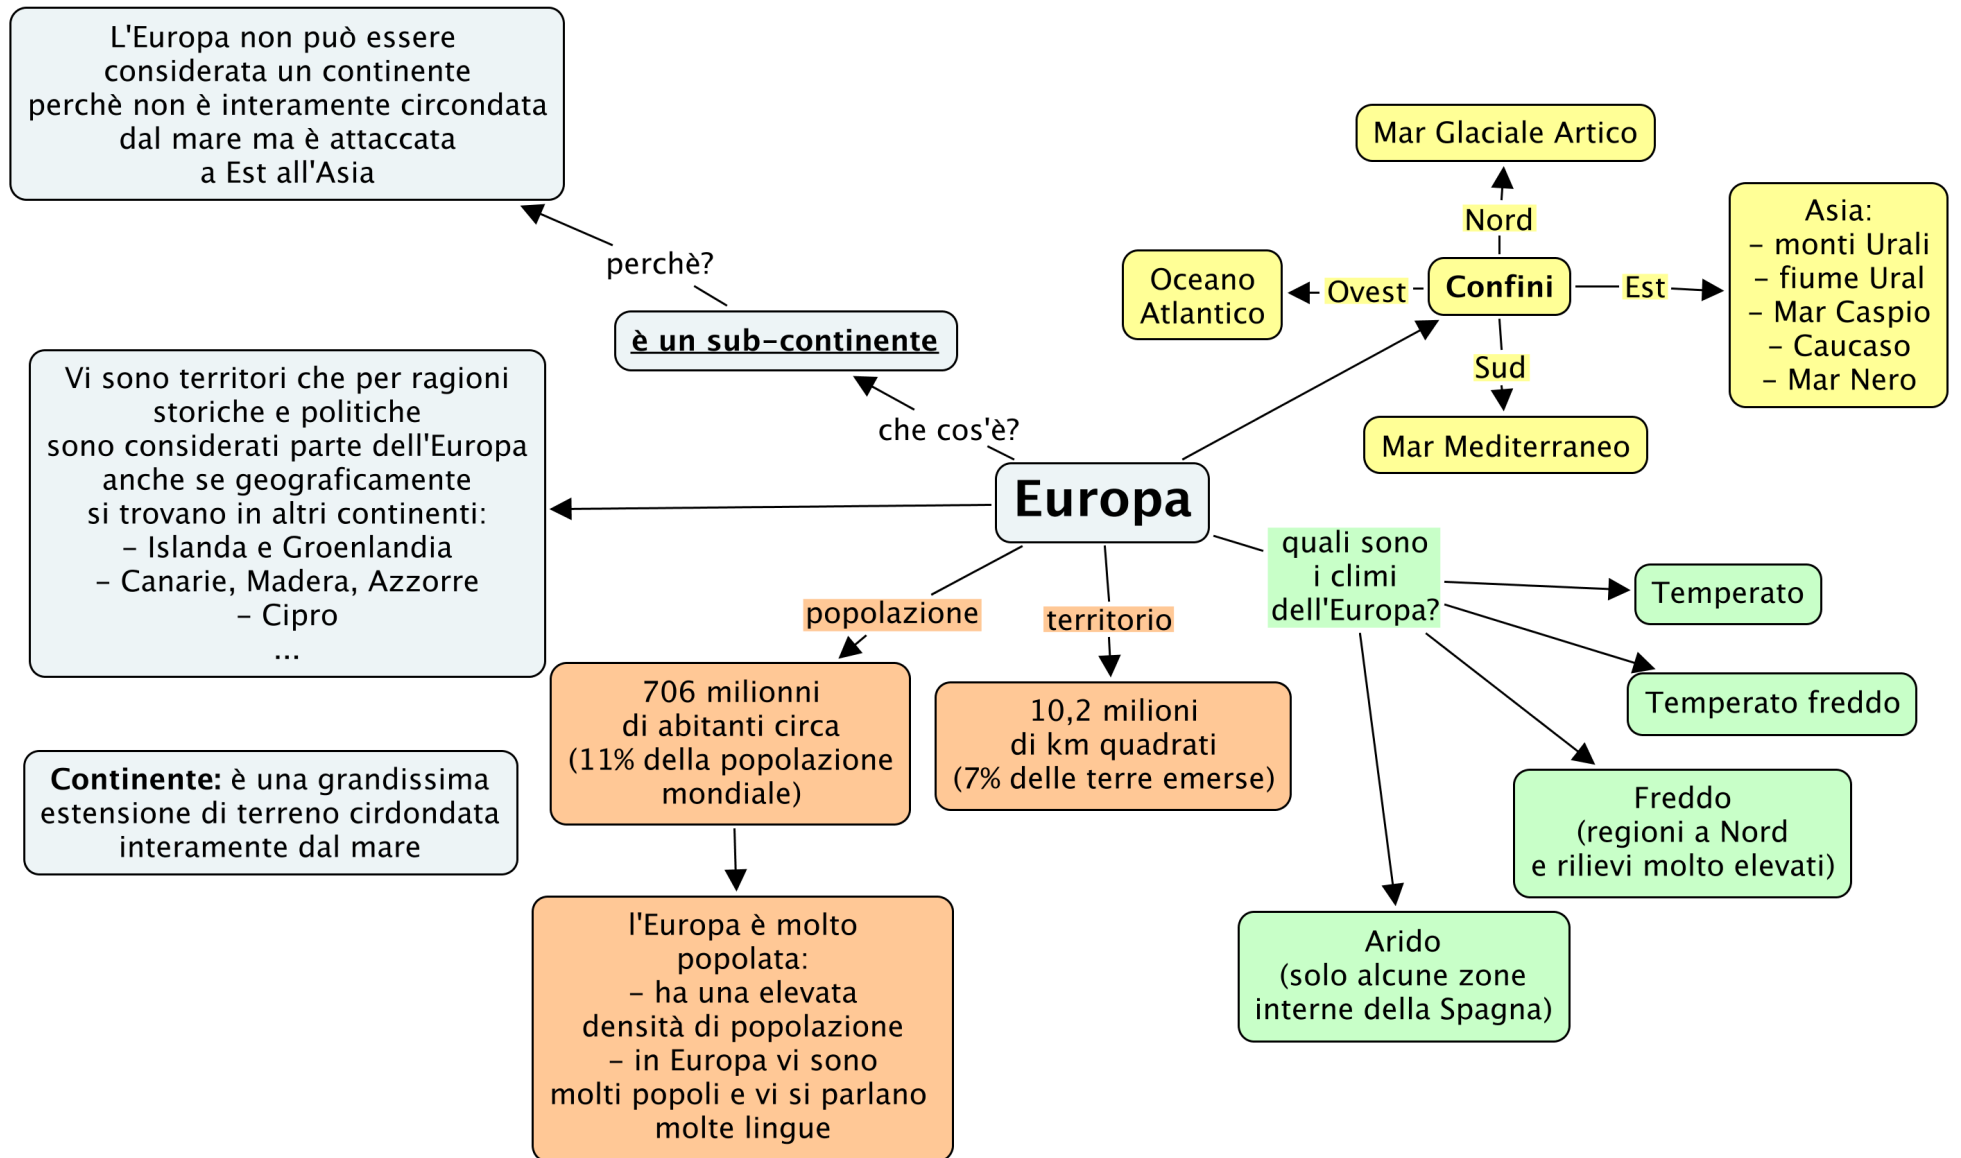 L'Europa non può essere
considerata un continente
perchè non è interamente circondata
dal mare ma è attaccata
a Est all'Asia
perchè?
è un sub-continente
che cos'è?
Vi sono territori che per ragioni
storiche e politiche
sono considerati parte dell'Europa
anche se geograficamente
si trovano in altri continenti:
- Islanda e Groenlandia
- Canarie, Madera, Azzorre
- Cipro
...
Continente: è una grandissima
estensione di terreno cirdondata
interamente dal mare
Europa
Confini
Nord
Mar Glaciale Artico
Ovest
Oceano
Atlantico
Est
Asia:
- monti Urali
- fiume Ural
- Mar Caspio
- Caucaso
- Mar Nero
Sud
Mar Mediterraneo
popolazione
706 milionni
di abitanti circa
(11% della popolazione
mondiale)
l'Europa è molto
popolata:
- ha una elevata
densità di popolazione
- in Europa vi sono
molti popoli e vi si parlano
molte lingue
territorio
10,2 milioni
di km quadrati
(7% delle terre emerse)
quali sono
i climi
dell'Europa?
Temperato
Temperato freddo
Freddo
(regioni a Nord
e rilievi molto elevati)
Arido
(solo alcune zone
interne della Spagna)